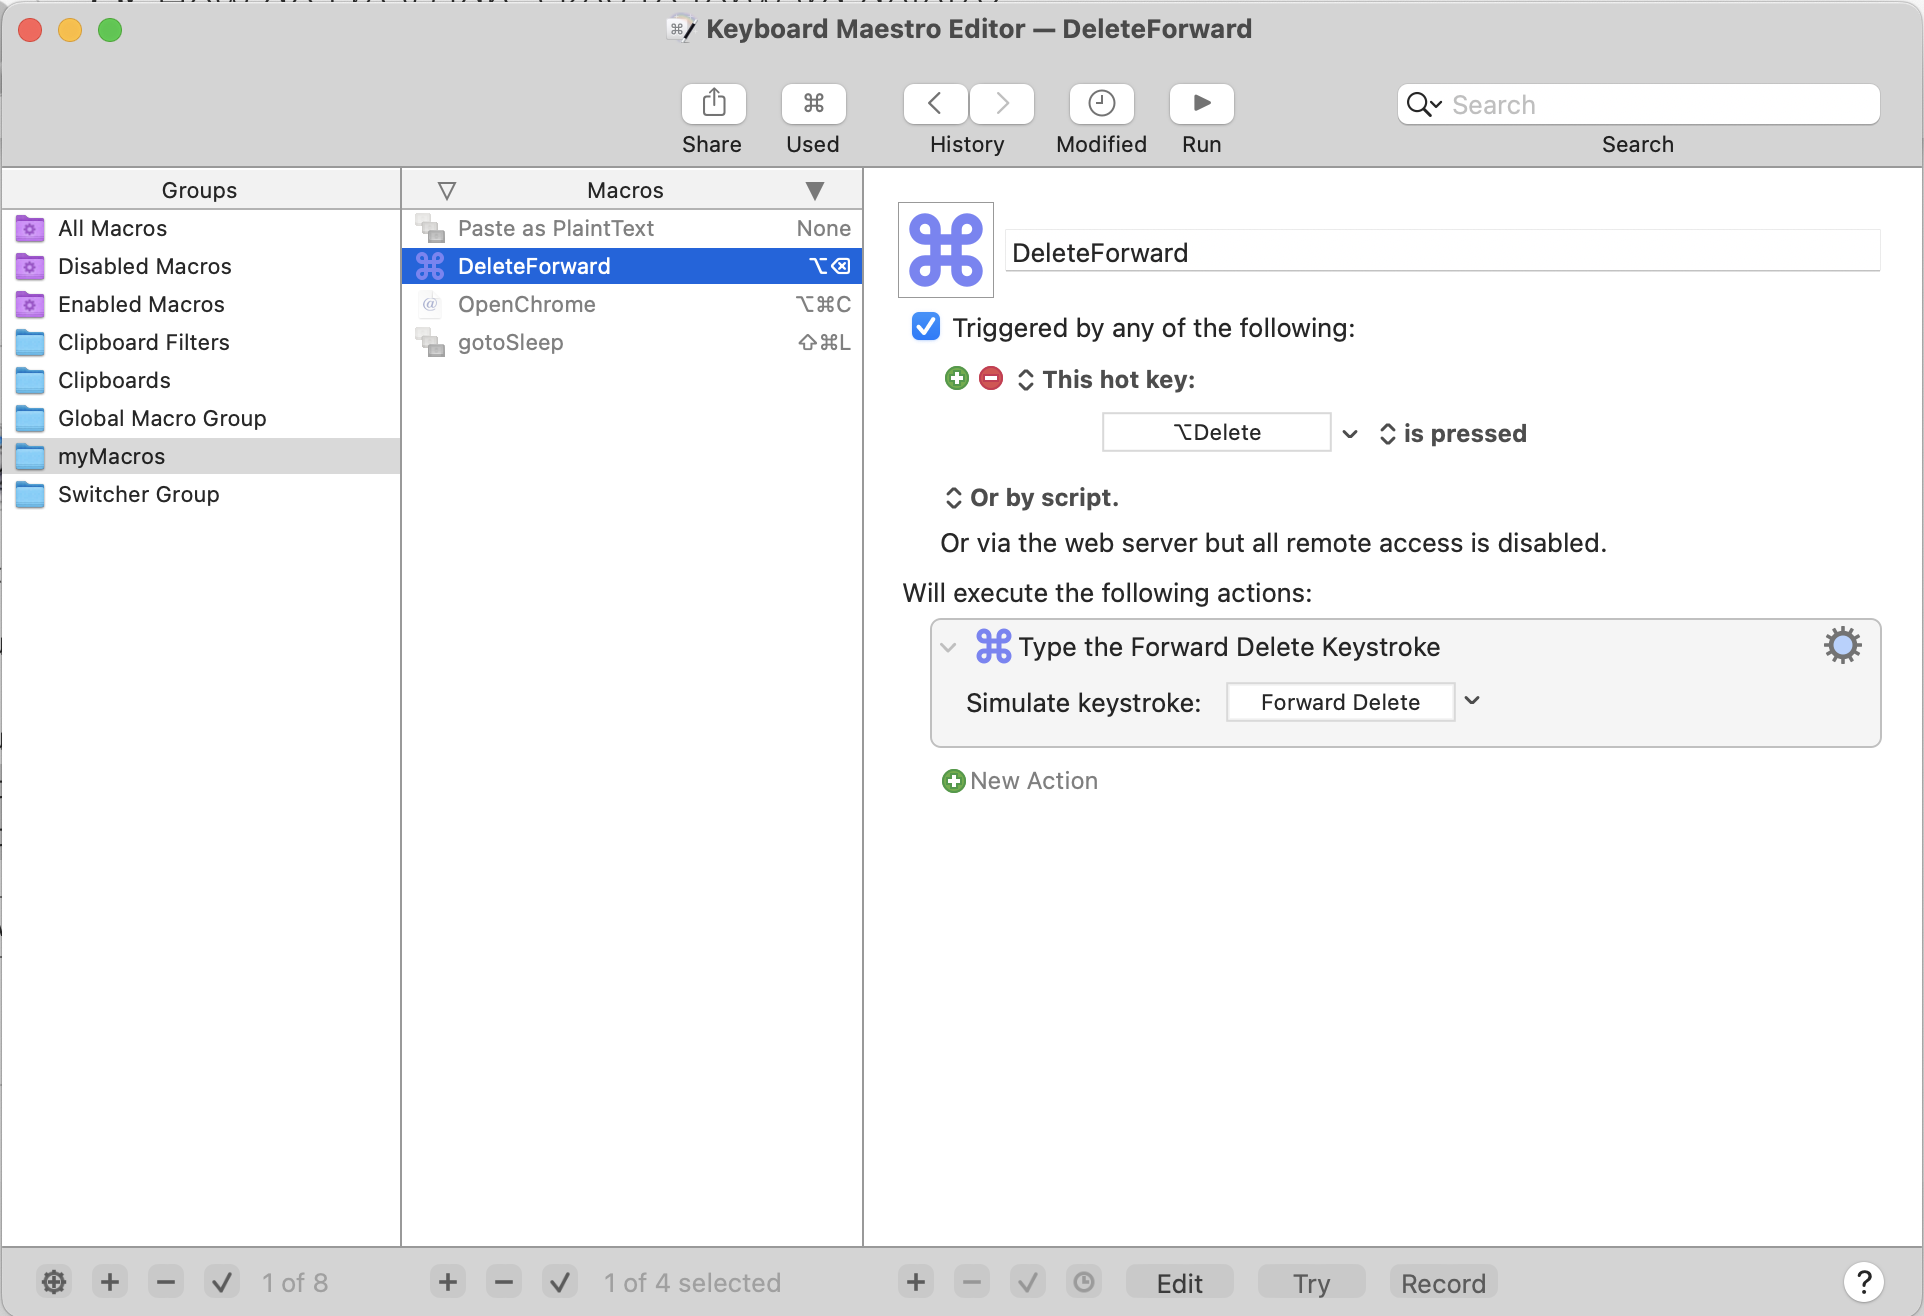 Keyboard Maestro Editor — DeleteForward
Share
Used
History
Modified
Run
Search
Search
Groups
All Macros
Disabled Macros
Enabled Macros
Clipboard Filters
Clipboards
Global Macro Group
myMacros
Switcher Group
Macros
Paste as PlaintText None
DeleteForward ⌥⌫
OpenChrome ⌥⌘C
gotoSleep ⇧⌘L
DeleteForward
Triggered by any of the following:
This hot key:
⌥Delete is pressed
Or by script.
Or via the web server but all remote access is disabled.
Will execute the following actions:
Type the Forward Delete Keystroke
Simulate keystroke: Forward Delete
New Action
1 of 8
1 of 4 selected
Edit
Try
Record
?